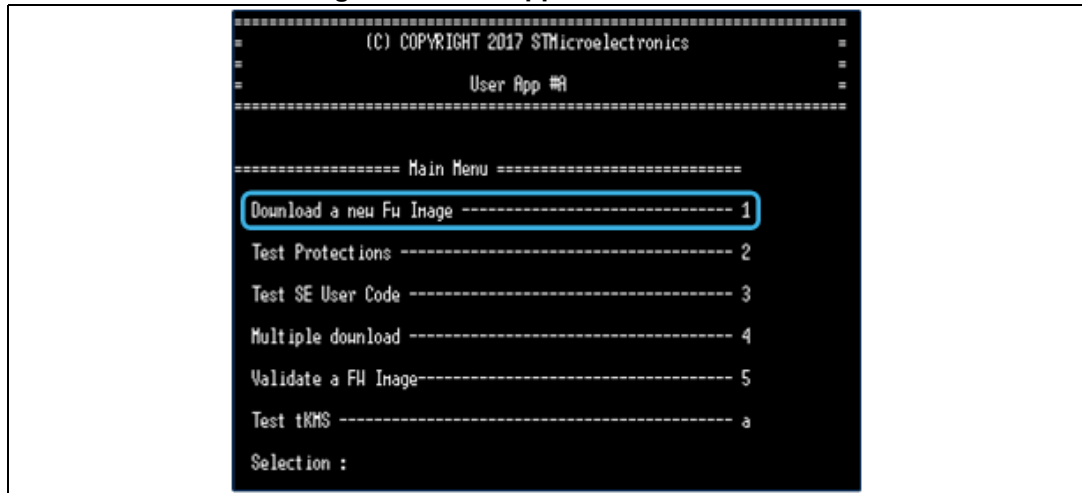 (C) COPYRIGHT 2017 STMicroelectronics
User App #A
================== Main Menu ===========================
Download a new Fw Image ------------------------------- 1
Test Protections ------------------------------------- 2
Test SE User Code ------------------------------------ 3
Multiple download ------------------------------------ 4
Validate a FW Image----------------------------------- 5
Test tKMS -------------------------------------------- a
Selection :